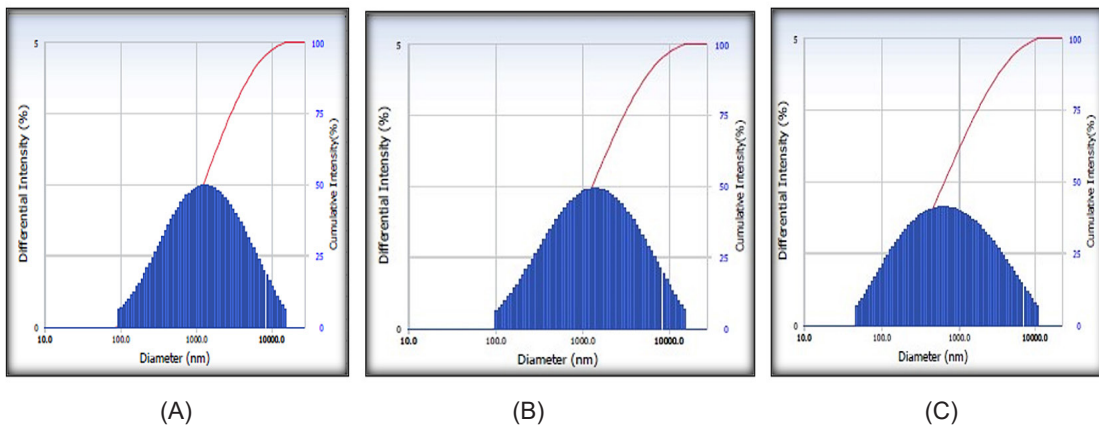 5
100
75
50
25
0
0
Differential Intensity (%)
Cumulative Intensity(%)
10.0 100.0 1000.0 10000.0
Diameter (nm)
(A)
5
100
75
50
25
0
0
Differential Intensity (%)
Cumulative Intensity(%)
10.0 100.0 1000.0 10000.0
Diameter (nm)
(B)
5
100
75
50
25
0
0
Differential Intensity (%)
Cumulative Intensity(%)
10.0 100.0 1000.0 10000.0
Diameter (nm)
(C)